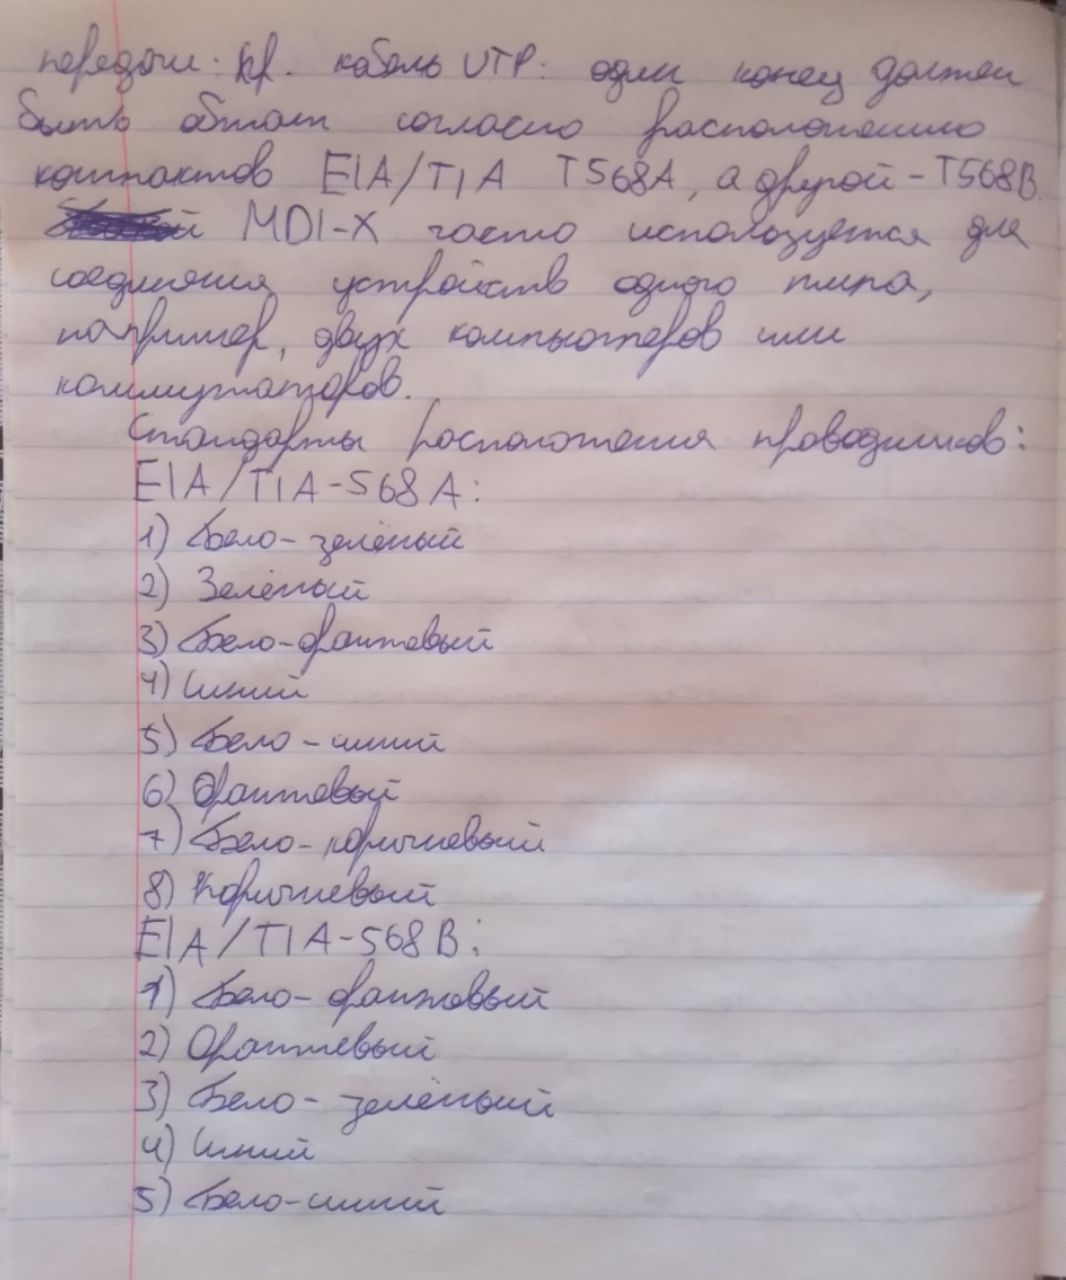 передачи. Кр. кабель UTP: один конец должен
быть обжат согласно расположению
контактов EIA/TIA T568A, а другой - T568B.
MDI-X часто используется для
соединения устройств одного типа,
например, двух компьютеров или
коммутаторов.
Стандарты расположения проводников:
EIA/TIA-568A:
1) Бело-зелёный
2) Зелёный
3) Бело-оранжевый
4) Синий
5) Бело-синий
6) Оранжевый
7) Бело-коричневый
8) Коричневый
EIA/TIA-568B:
1) Бело-оранжевый
2) Оранжевый
3) Бело-зелёный
4) Синий
5) Бело-синий